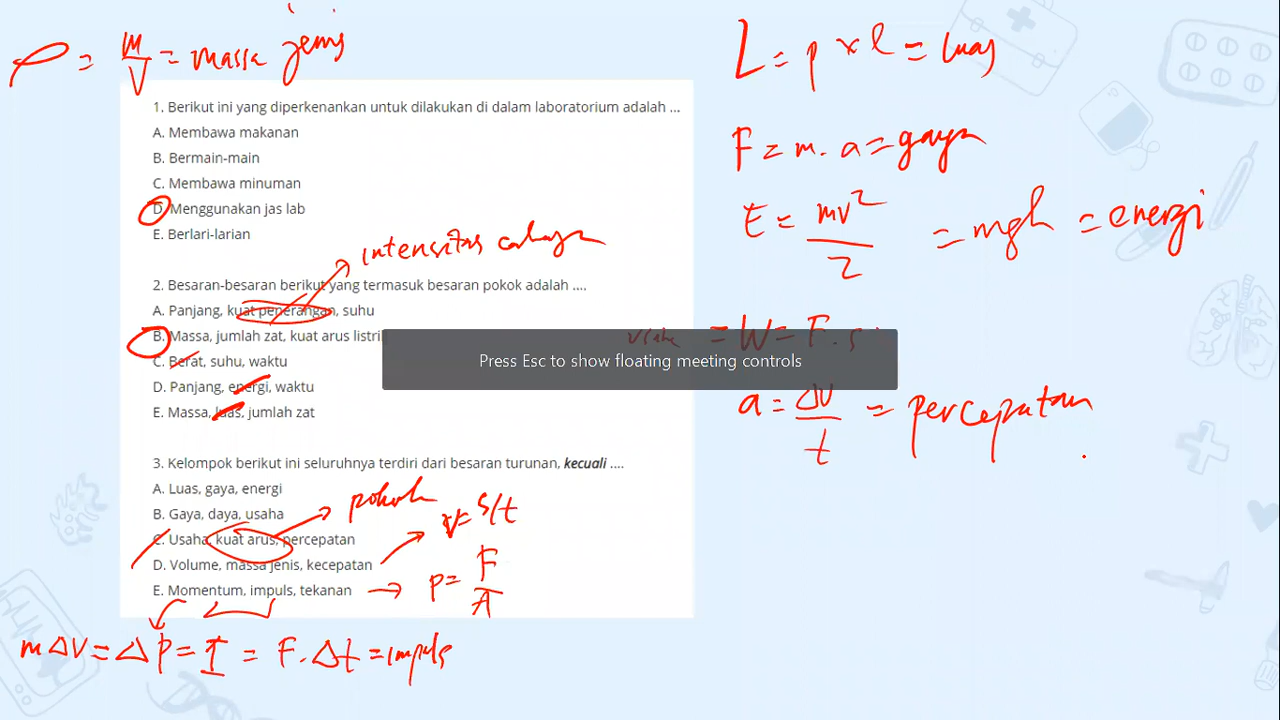 ρ = m/V = massa jenis
1. Berikut ini yang diperkenankan untuk dilakukan di dalam laboratorium adalah ...
A. Membawa makanan
B. Bermain-main
C. Membawa minuman
D. Menggunakan jas lab
E. Berlari-larian
intensitas cahaya
2. Besaran-besaran berikut yang termasuk besaran pokok adalah ....
A. Panjang, kuat penerangan, suhu
B. Massa, jumlah zat, kuat arus listri
C. Berat, suhu, waktu
D. Panjang, energi, waktu
E. Massa, luas, jumlah zat
3. Kelompok berikut ini seluruhnya terdiri dari besaran turunan, kecuali ....
A. Luas, gaya, energi
B. Gaya, daya, usaha
C. Usaha, kuat arus, percepatan
D. Volume, massa jenis, kecepatan
E. Momentum, impuls, tekanan
pokok
v = s/t
p = F/A
m Δv = Δp = I = F . Δt = impuls
L = p x l = luas
F = m . a = gaya
E = mv²/2 = mgh = energi
= W = F . s
Press Esc to show floating meeting controls
a = Δv/t = percepatan